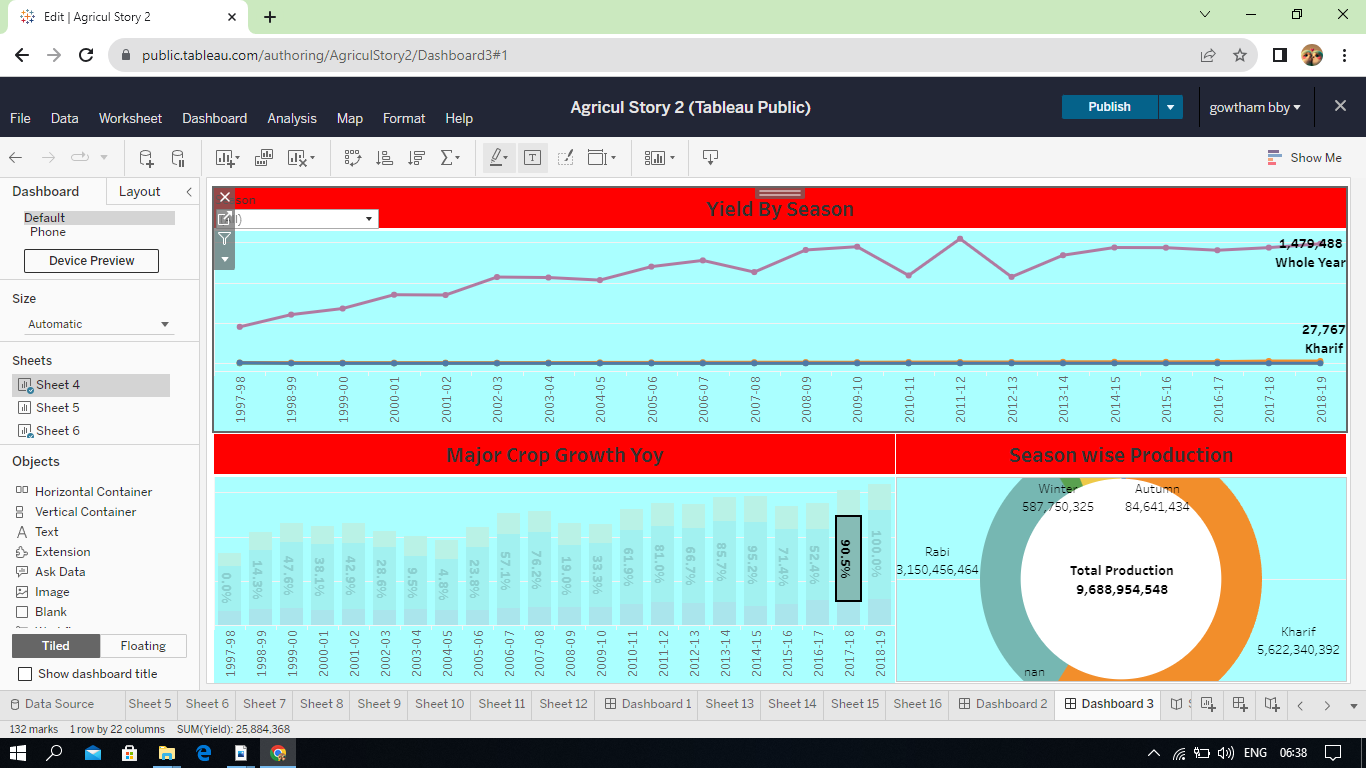 Edit | Agricul Story 2
public.tableau.com/authoring/AgriculStory2/Dashboard3#1
Agricul Story 2 (Tableau Public)
Publish
gowtham bby
File Data Worksheet Dashboard Analysis Map Format Help
Show Me
Dashboard Layout
Default
Phone
Device Preview
Size
Automatic
Sheets
Sheet 4
Sheet 5
Sheet 6
Objects
Horizontal Container
Vertical Container
Text
Extension
Ask Data
Image
Blank
Tiled Floating
Show dashboard title
Yield By Season
1,479,488
Whole Year
27,767
Kharif
1997-98 1998-99 1999-00 2000-01 2001-02 2002-03 2003-04 2004-05 2005-06 2006-07 2007-08 2008-09 2009-10 2010-11 2011-12 2012-13 2013-14 2014-15 2015-16 2016-17 2017-18 2018-19
Major Crop Growth Yoy
0.0% 14.3% 47.6% 38.1% 42.9% 28.6% 9.5% 4.8% 23.8% 57.1% 76.2% 19.0% 33.3% 61.9% 81.0% 66.7% 85.7% 95.2% 71.4% 52.4% 90.5% 100.0%
1997-98 1998-99 1999-00 2000-01 2001-02 2002-03 2003-04 2004-05 2005-06 2006-07 2007-08 2008-09 2009-10 2010-11 2011-12 2012-13 2013-14 2014-15 2015-16 2016-17 2017-18 2018-19
Season wise Production
Winter
587,750,325
Autumn
84,641,434
Rabi
3,150,456,464
Total Production
9,688,954,548
Kharif
5,622,340,392
nan
Data Source Sheet 5 Sheet 6 Sheet 7 Sheet 8 Sheet 9 Sheet 10 Sheet 11 Sheet 12 Dashboard 1 Sheet 13 Sheet 14 Sheet 15 Sheet 16 Dashboard 2 Dashboard 3
132 marks 1 row by 22 columns SUM(Yield): 25,884,368
ENG 06:38